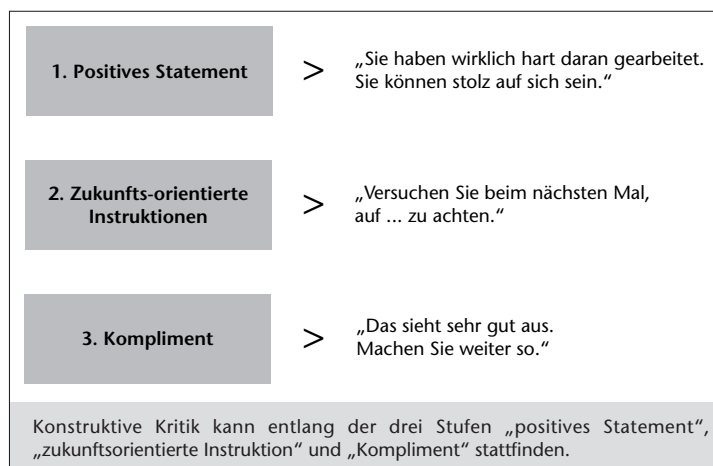 1. Positives Statement
>
„Sie haben wirklich hart daran gearbeitet.
Sie können stolz auf sich sein.“
2. Zukunfts-orientierte
Instruktionen
>
„Versuchen Sie beim nächsten Mal,
auf ... zu achten.“
3. Kompliment
>
„Das sieht sehr gut aus.
Machen Sie weiter so.“
Konstruktive Kritik kann entlang der drei Stufen „positives Statement“,
„zukunftsorientierte Instruktion“ und „Kompliment“ stattfinden.